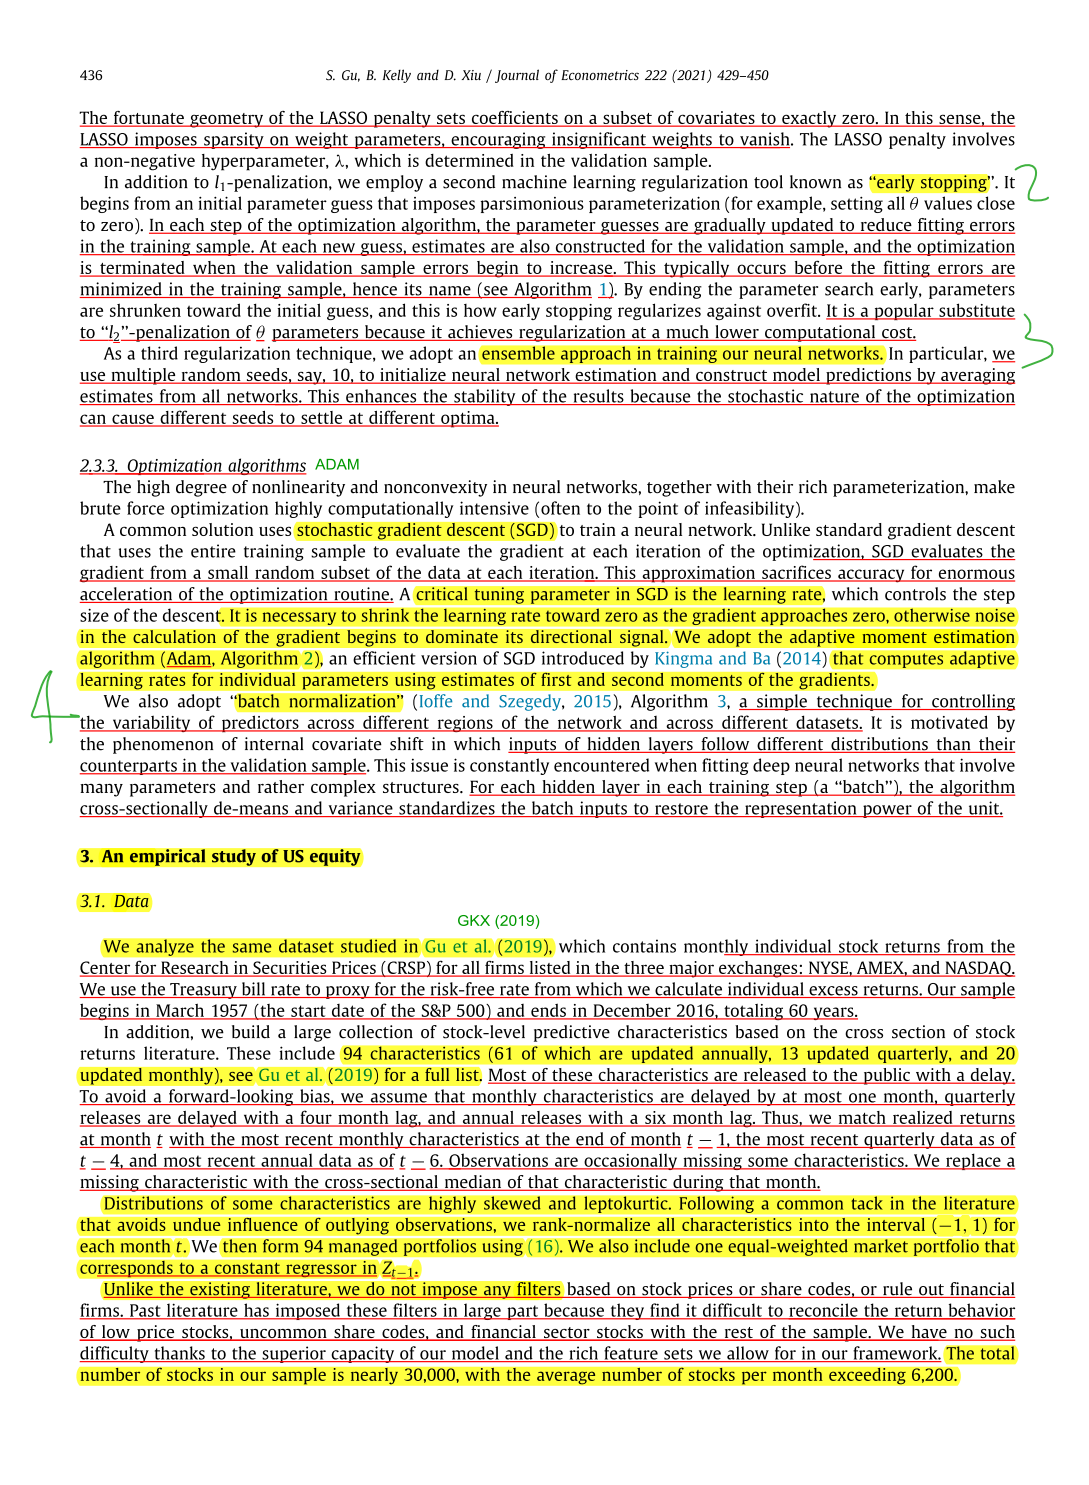 436
S. Gu, B. Kelly and D. Xiu / Journal of Econometrics 222 (2021) 429–450
The fortunate geometry of the LASSO penalty sets coefficients on a subset of covariates to exactly zero. In this sense, the
LASSO imposes sparsity on weight parameters, encouraging insignificant weights to vanish. The LASSO penalty involves
a non-negative hyperparameter, λ, which is determined in the validation sample.
In addition to l₁-penalization, we employ a second machine learning regularization tool known as “early stopping”. It
2
begins from an initial parameter guess that imposes parsimonious parameterization (for example, setting all θ values close
to zero). In each step of the optimization algorithm, the parameter guesses are gradually updated to reduce fitting errors
in the training sample. At each new guess, estimates are also constructed for the validation sample, and the optimization
is terminated when the validation sample errors begin to increase. This typically occurs before the fitting errors are
minimized in the training sample, hence its name (see Algorithm 1). By ending the parameter search early, parameters
are shrunken toward the initial guess, and this is how early stopping regularizes against overfit. It is a popular substitute
to “l₂”-penalization of θ parameters because it achieves regularization at a much lower computational cost.
3
As a third regularization technique, we adopt an ensemble approach in training our neural networks. In particular, we
use multiple random seeds, say, 10, to initialize neural network estimation and construct model predictions by averaging
estimates from all networks. This enhances the stability of the results because the stochastic nature of the optimization
can cause different seeds to settle at different optima.
2.3.3. Optimization algorithms ADAM
The high degree of nonlinearity and nonconvexity in neural networks, together with their rich parameterization, make
brute force optimization highly computationally intensive (often to the point of infeasibility).
A common solution uses stochastic gradient descent (SGD) to train a neural network. Unlike standard gradient descent
that uses the entire training sample to evaluate the gradient at each iteration of the optimization, SGD evaluates the
gradient from a small random subset of the data at each iteration. This approximation sacrifices accuracy for enormous
acceleration of the optimization routine. A critical tuning parameter in SGD is the learning rate, which controls the step
size of the descent. It is necessary to shrink the learning rate toward zero as the gradient approaches zero, otherwise noise
in the calculation of the gradient begins to dominate its directional signal. We adopt the adaptive moment estimation
algorithm (Adam, Algorithm 2), an efficient version of SGD introduced by Kingma and Ba (2014) that computes adaptive
learning rates for individual parameters using estimates of first and second moments of the gradients.
4
We also adopt “batch normalization” (Ioffe and Szegedy, 2015), Algorithm 3, a simple technique for controlling
the variability of predictors across different regions of the network and across different datasets. It is motivated by
the phenomenon of internal covariate shift in which inputs of hidden layers follow different distributions than their
counterparts in the validation sample. This issue is constantly encountered when fitting deep neural networks that involve
many parameters and rather complex structures. For each hidden layer in each training step (a “batch”), the algorithm
cross-sectionally de-means and variance standardizes the batch inputs to restore the representation power of the unit.
3. An empirical study of US equity
3.1. Data
GKX (2019)
We analyze the same dataset studied in Gu et al. (2019), which contains monthly individual stock returns from the
Center for Research in Securities Prices (CRSP) for all firms listed in the three major exchanges: NYSE, AMEX, and NASDAQ.
We use the Treasury bill rate to proxy for the risk-free rate from which we calculate individual excess returns. Our sample
begins in March 1957 (the start date of the S&P 500) and ends in December 2016, totaling 60 years.
In addition, we build a large collection of stock-level predictive characteristics based on the cross section of stock
returns literature. These include 94 characteristics (61 of which are updated annually, 13 updated quarterly, and 20
updated monthly), see Gu et al. (2019) for a full list. Most of these characteristics are released to the public with a delay.
To avoid a forward-looking bias, we assume that monthly characteristics are delayed by at most one month, quarterly
releases are delayed with a four month lag, and annual releases with a six month lag. Thus, we match realized returns
at month t with the most recent monthly characteristics at the end of month t − 1, the most recent quarterly data as of
t − 4, and most recent annual data as of t − 6. Observations are occasionally missing some characteristics. We replace a
missing characteristic with the cross-sectional median of that characteristic during that month.
Distributions of some characteristics are highly skewed and leptokurtic. Following a common tack in the literature
that avoids undue influence of outlying observations, we rank-normalize all characteristics into the interval (−1, 1) for
each month t. We then form 94 managed portfolios using (16). We also include one equal-weighted market portfolio that
corresponds to a constant regressor in Zₜ₋₁.
Unlike the existing literature, we do not impose any filters based on stock prices or share codes, or rule out financial
firms. Past literature has imposed these filters in large part because they find it difficult to reconcile the return behavior
of low price stocks, uncommon share codes, and financial sector stocks with the rest of the sample. We have no such
difficulty thanks to the superior capacity of our model and the rich feature sets we allow for in our framework. The total
number of stocks in our sample is nearly 30,000, with the average number of stocks per month exceeding 6,200.